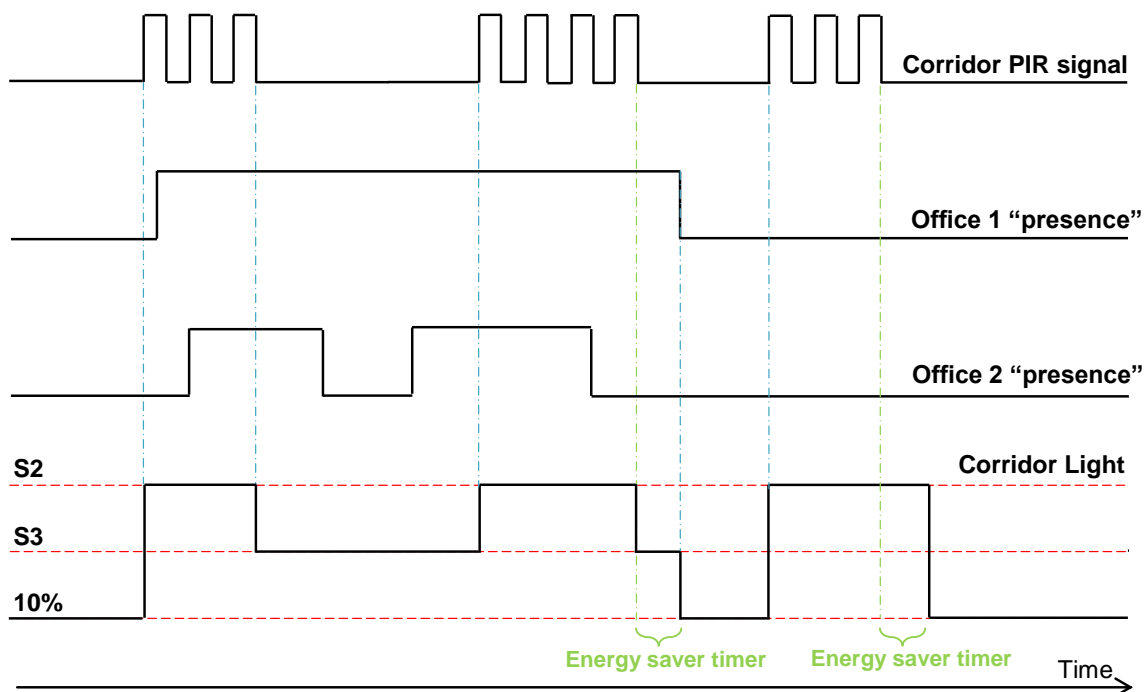 Corridor PIR signal
Office 1 “presence”
Office 2 “presence”
S2
Corridor Light
S3
10%
Energy saver timer
Energy saver timer
Time